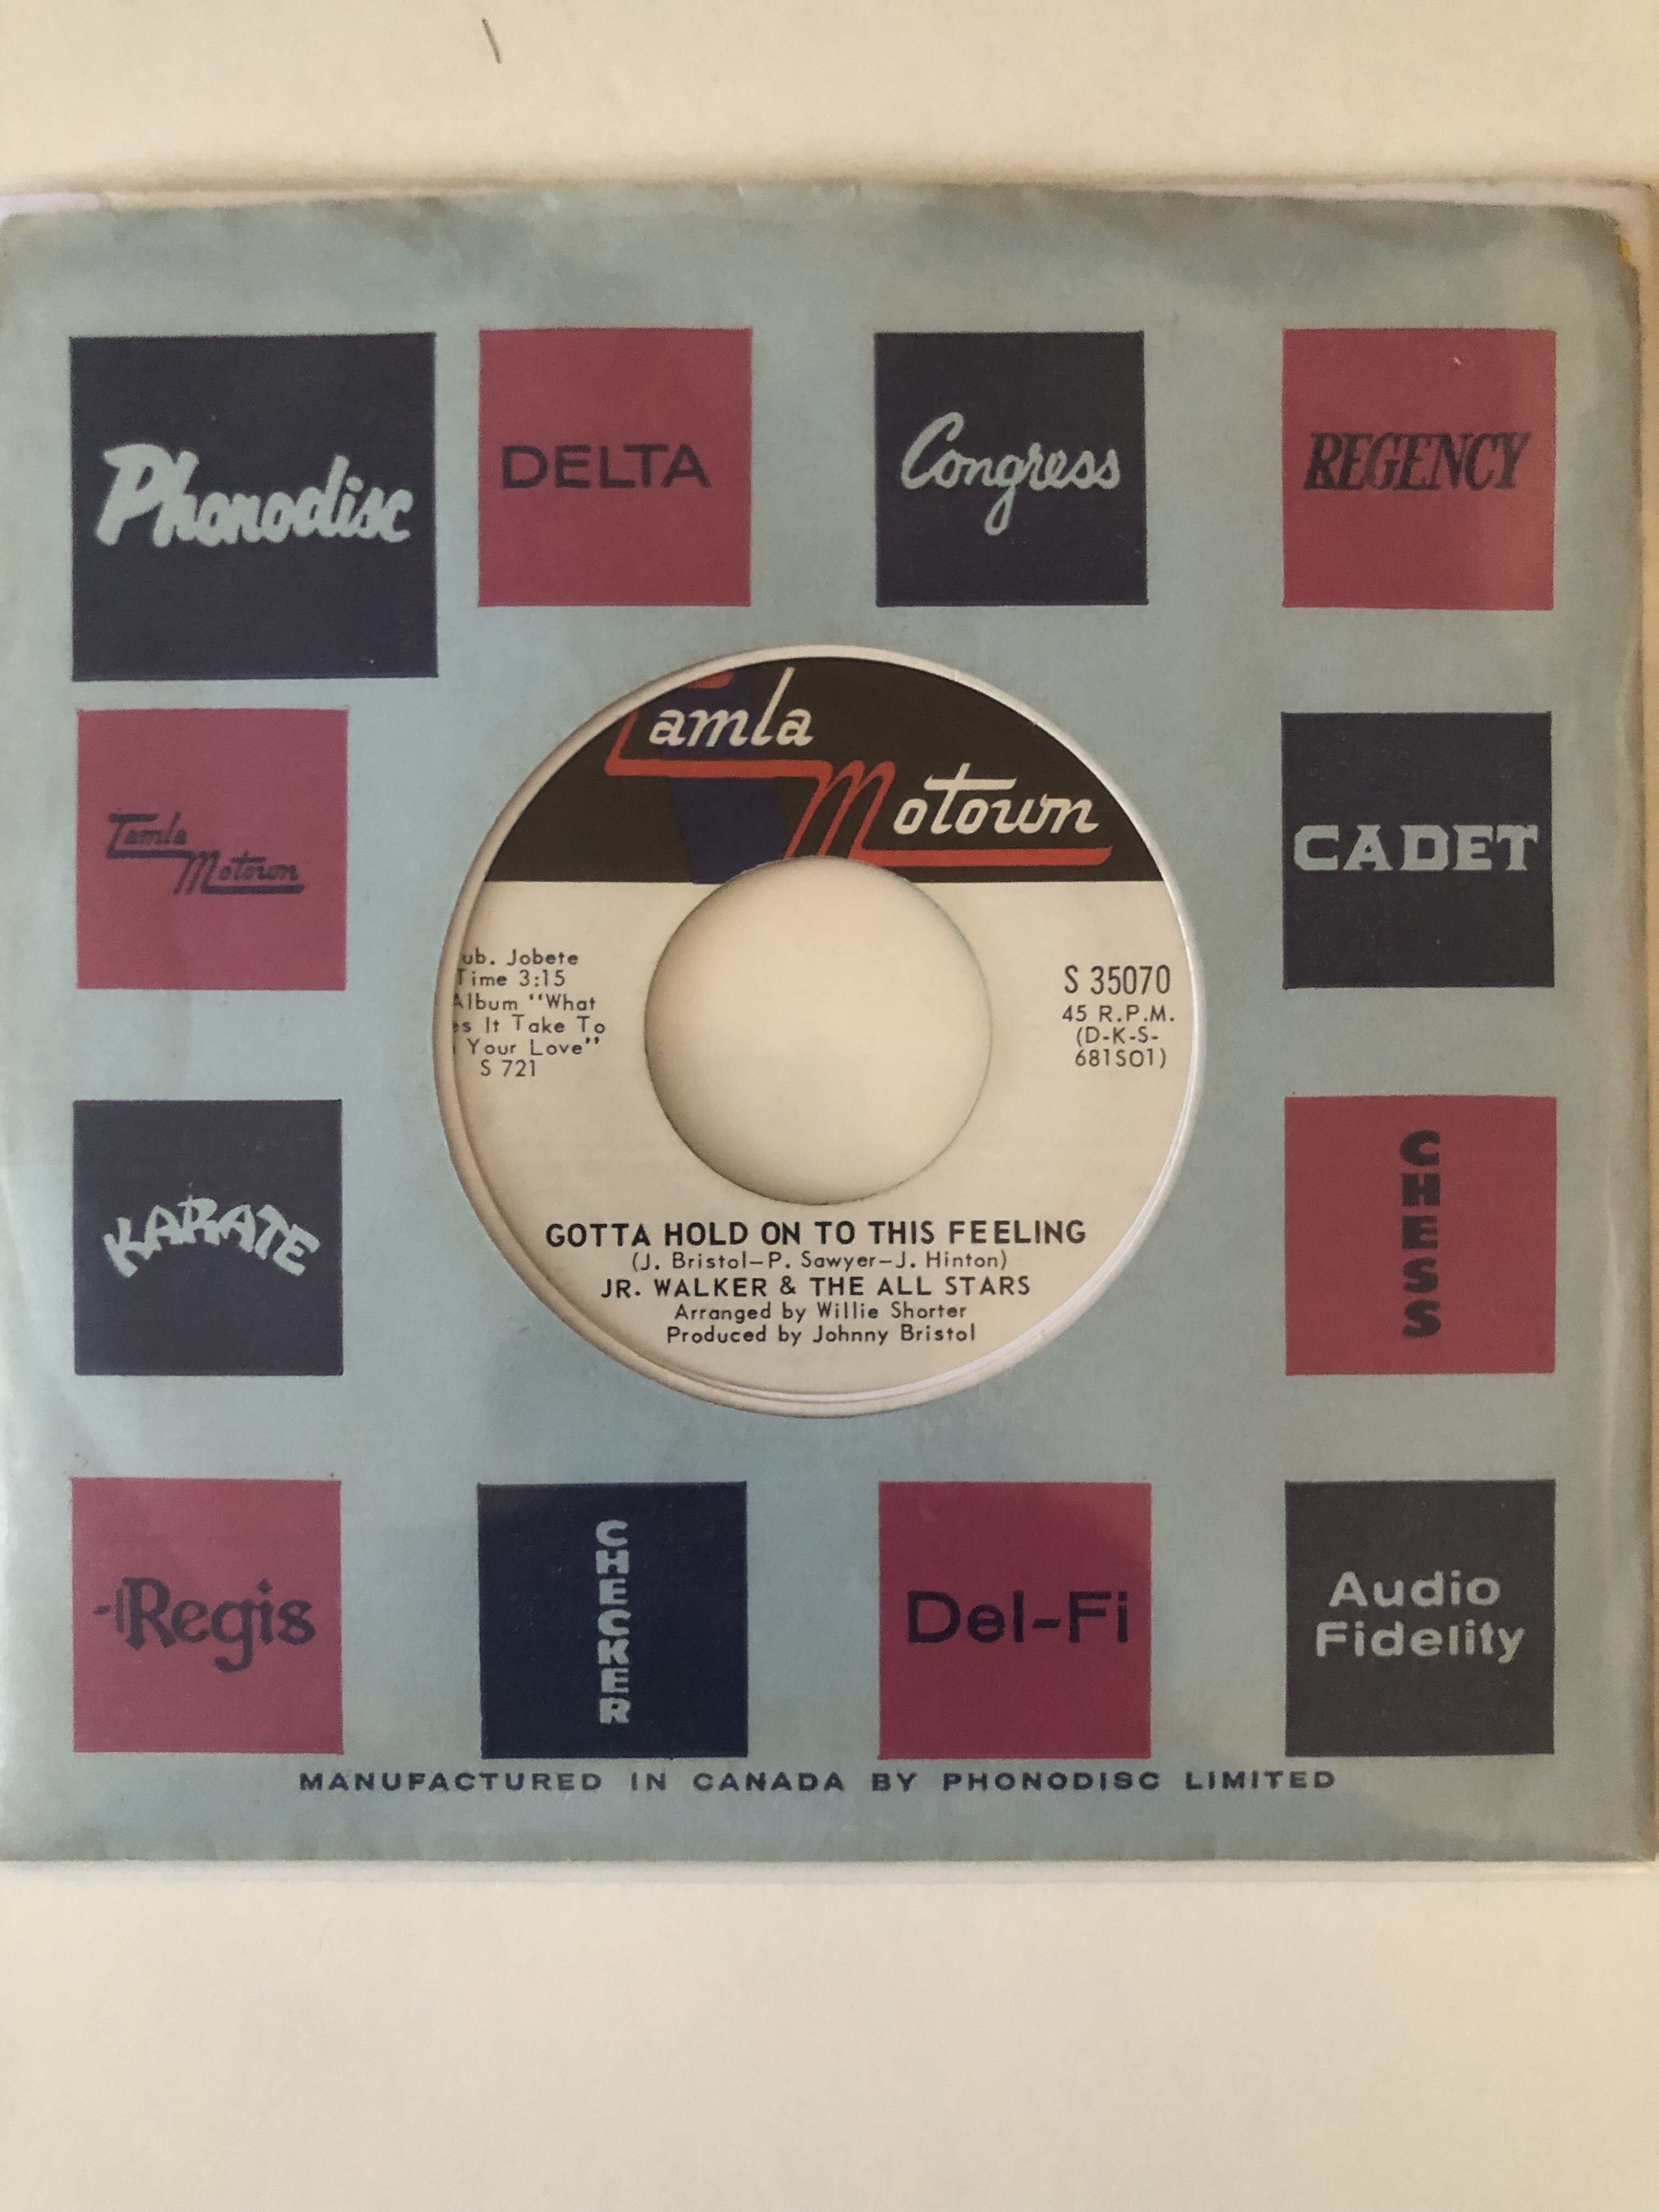 Phonodisc
DELTA
Congress
REGENCY
Tamla
Motown
CADET
KARATE
CHESS
Regis
CHECKER
Del-Fi
Audio
Fidelity
MANUFACTURED IN CANADA BY PHONODISC LIMITED
Tamla
Motown
ub. Jobete
Time 3:15
Album "What
es It Take To
Your Love"
S 721
S 35070
45 R.P.M.
(D-K-S-
681S01)
GOTTA HOLD ON TO THIS FEELING
(J. Bristol-P. Sawyer-J. Hinton)
JR. WALKER & THE ALL STARS
Arranged by Willie Shorter
Produced by Johnny Bristol